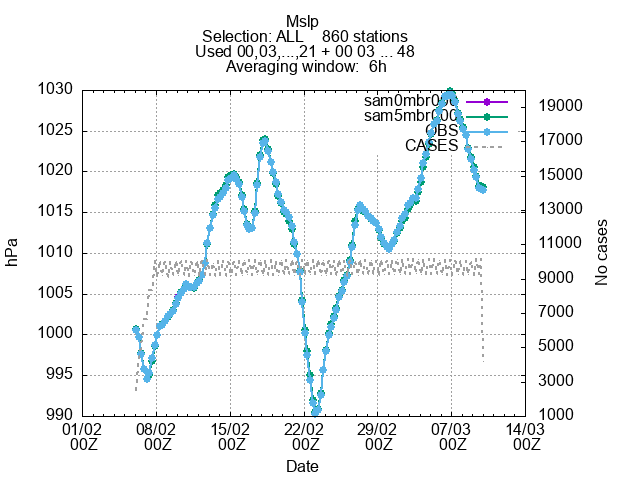 Mslp
Selection: ALL 860 stations
Used 00,03,...,21 + 00 03 ... 48
Averaging window: 6h
sam0mbr000
sam5mbr000
OBS
CASES
hPa
1030
1025
1020
1015
1010
1005
1000
995
990
19000
17000
15000
13000
11000
9000
7000
5000
3000
1000
No cases
01/02 08/02 15/02 22/02 29/02 07/03 14/03
00Z 00Z 00Z 00Z 00Z 00Z 00Z
Date